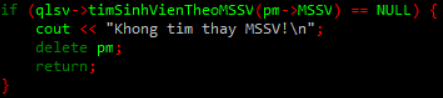 if (qlsv->timSinhVienTheoMSSV(pm->MSSV) == NULL) {
cout << "Khong tim thay MSSV!\n";
delete pm;
return;
}